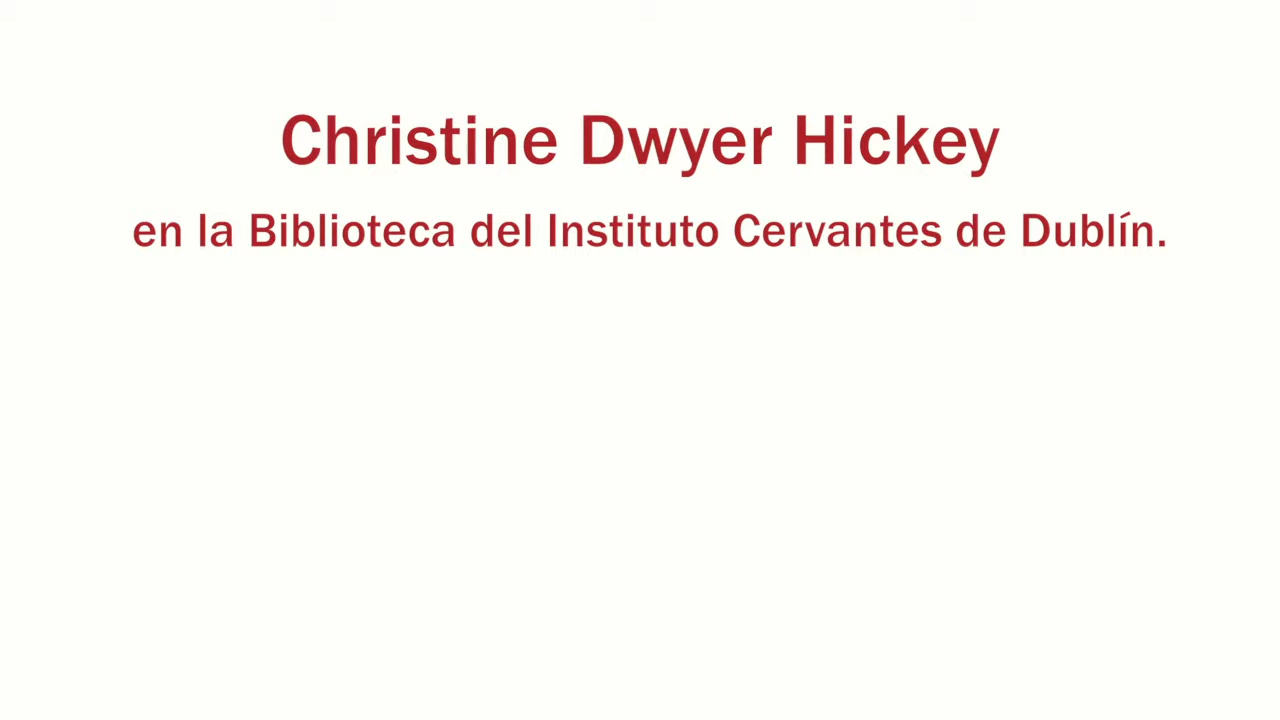 Christine Dwyer Hickey
en la Biblioteca del Instituto Cervantes de Dublín.